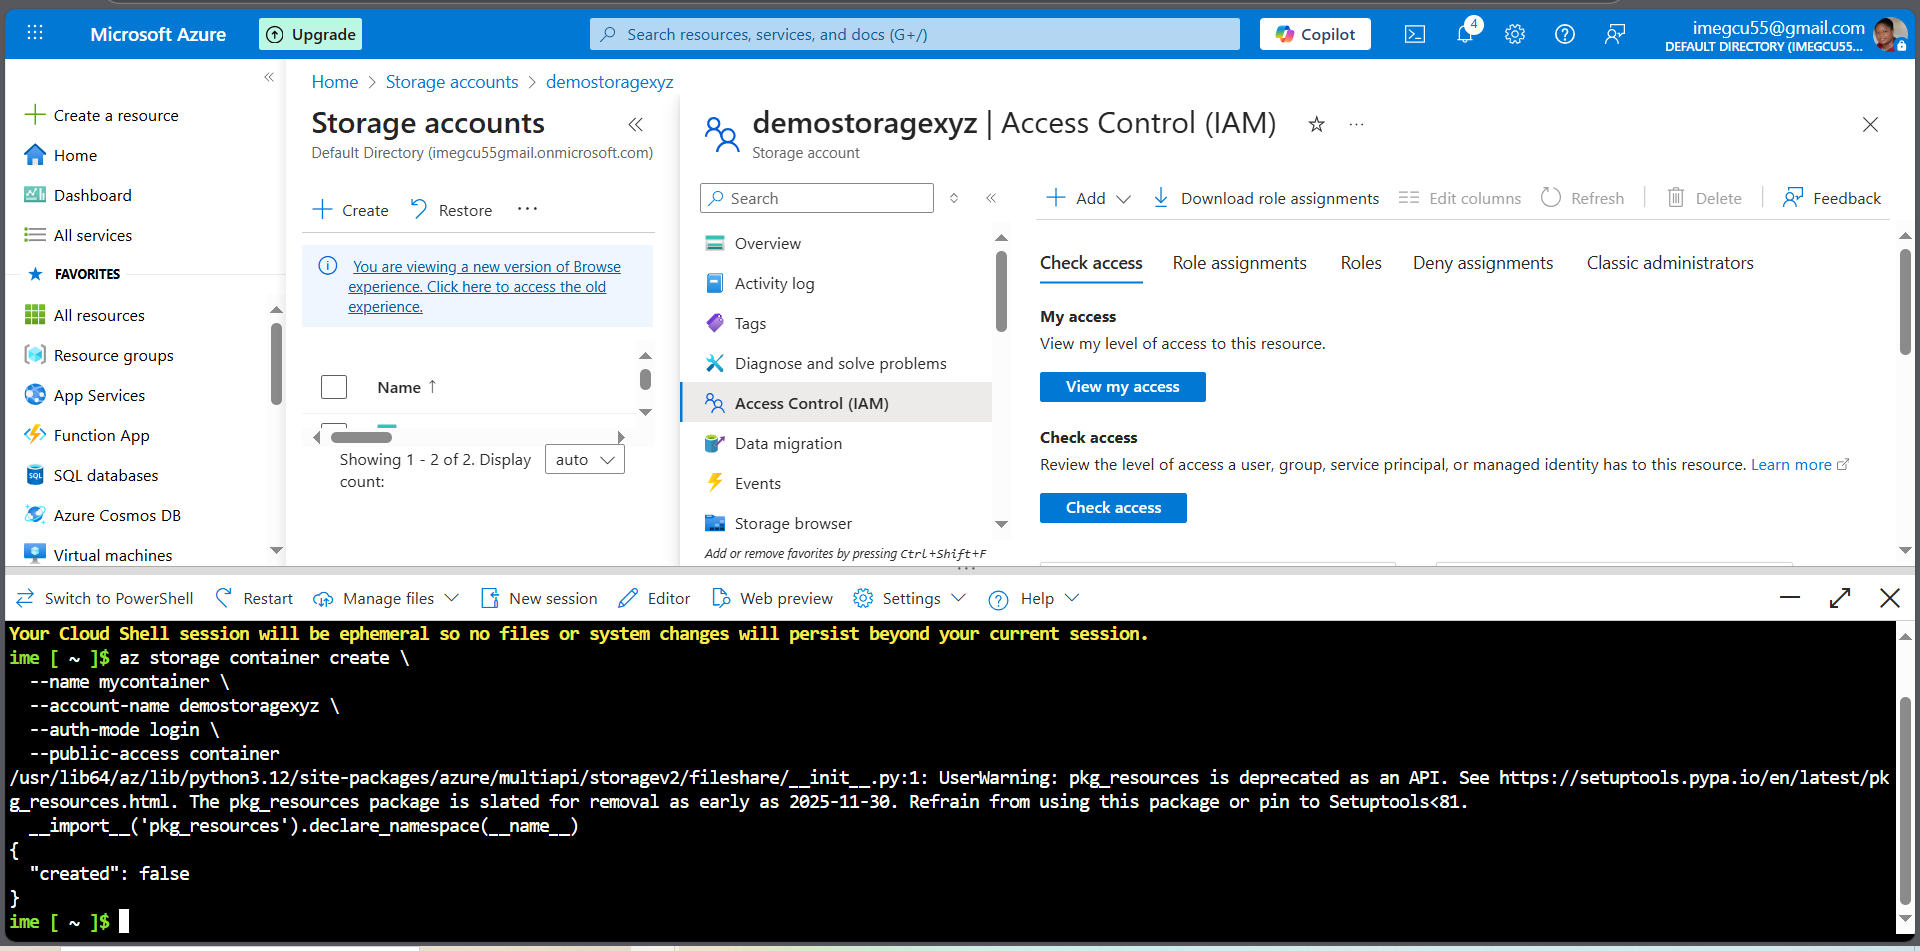 Microsoft Azure
Upgrade
Search resources, services, and docs (G+/)
Copilot
4
imegcu55@gmail.com
DEFAULT DIRECTORY (IMEGCU55...
Create a resource
Home
Dashboard
All services
FAVORITES
All resources
Resource groups
App Services
Function App
SQL databases
Azure Cosmos DB
Virtual machines
Home > Storage accounts > demostoragexyz
Storage accounts
Default Directory (imegcu55gmail.onmicrosoft.com)
Create
Restore
...
You are viewing a new version of Browse
experience. Click here to access the old
experience.
Name ↑
Showing 1 - 2 of 2. Display
count:
auto
demostoragexyz | Access Control (IAM)
...
Storage account
Search
Overview
Activity log
Tags
Diagnose and solve problems
Access Control (IAM)
Data migration
Events
Storage browser
Add or remove favorites by pressing Ctrl+Shift+F
Add
Download role assignments
Edit columns
Refresh
Delete
Feedback
Check access
Role assignments
Roles
Deny assignments
Classic administrators
My access
View my level of access to this resource.
View my access
Check access
Review the level of access a user, group, service principal, or managed identity has to this resource. Learn more
Check access
Switch to PowerShell
Restart
Manage files
New session
Editor
Web preview
Settings
Help
Your Cloud Shell session will be ephemeral so no files or system changes will persist beyond your current session.
ime [ ~ ]$ az storage container create \
--name mycontainer \
--account-name demostoragexyz \
--auth-mode login \
--public-access container
/usr/lib64/az/lib/python3.12/site-packages/azure/multiapi/storagev2/fileshare/__init__.py:1: UserWarning: pkg_resources is deprecated as an API. See https://setuptools.pypa.io/en/latest/pk
g_resources.html. The pkg_resources package is slated for removal as early as 2025-11-30. Refrain from using this package or pin to Setuptools<81.
__import__('pkg_resources').declare_namespace(__name__)
{
"created": false
}
ime [ ~ ]$